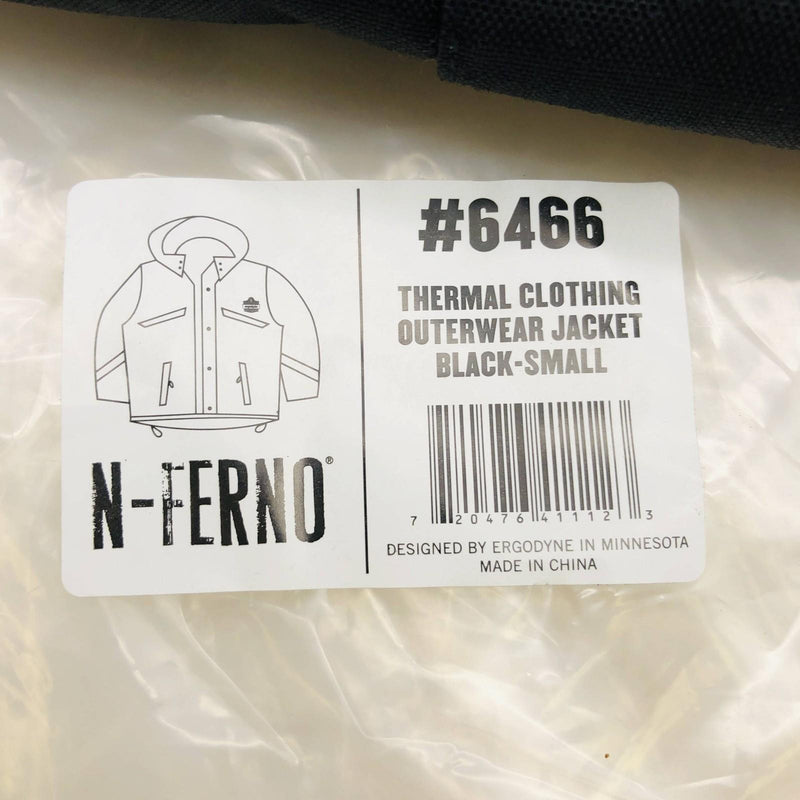 N-FERNO®
#6466
THERMAL CLOTHING
OUTERWEAR JACKET
BLACK-SMALL
7 20476 41112 3
DESIGNED BY ERGODYNE IN MINNESOTA
MADE IN CHINA